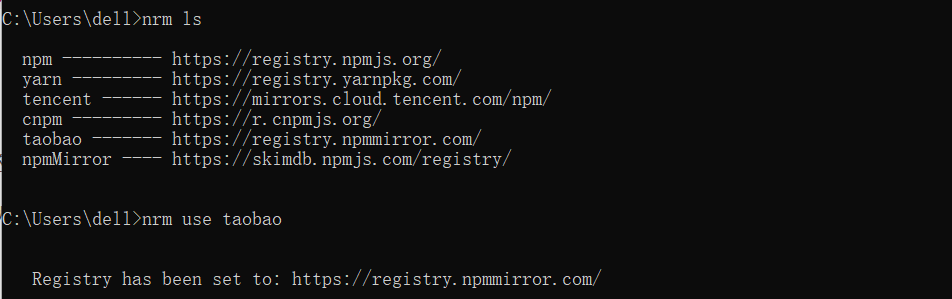 C:\Users\dell>nrm ls
npm ---------- https://registry.npmjs.org/
yarn --------- https://registry.yarnpkg.com/
tencent ------ https://mirrors.cloud.tencent.com/npm/
cnpm --------- https://r.cnpmjs.org/
taobao ------- https://registry.npmmirror.com/
npmMirror ---- https://skimdb.npmjs.com/registry/
C:\Users\dell>nrm use taobao
Registry has been set to: https://registry.npmmirror.com/